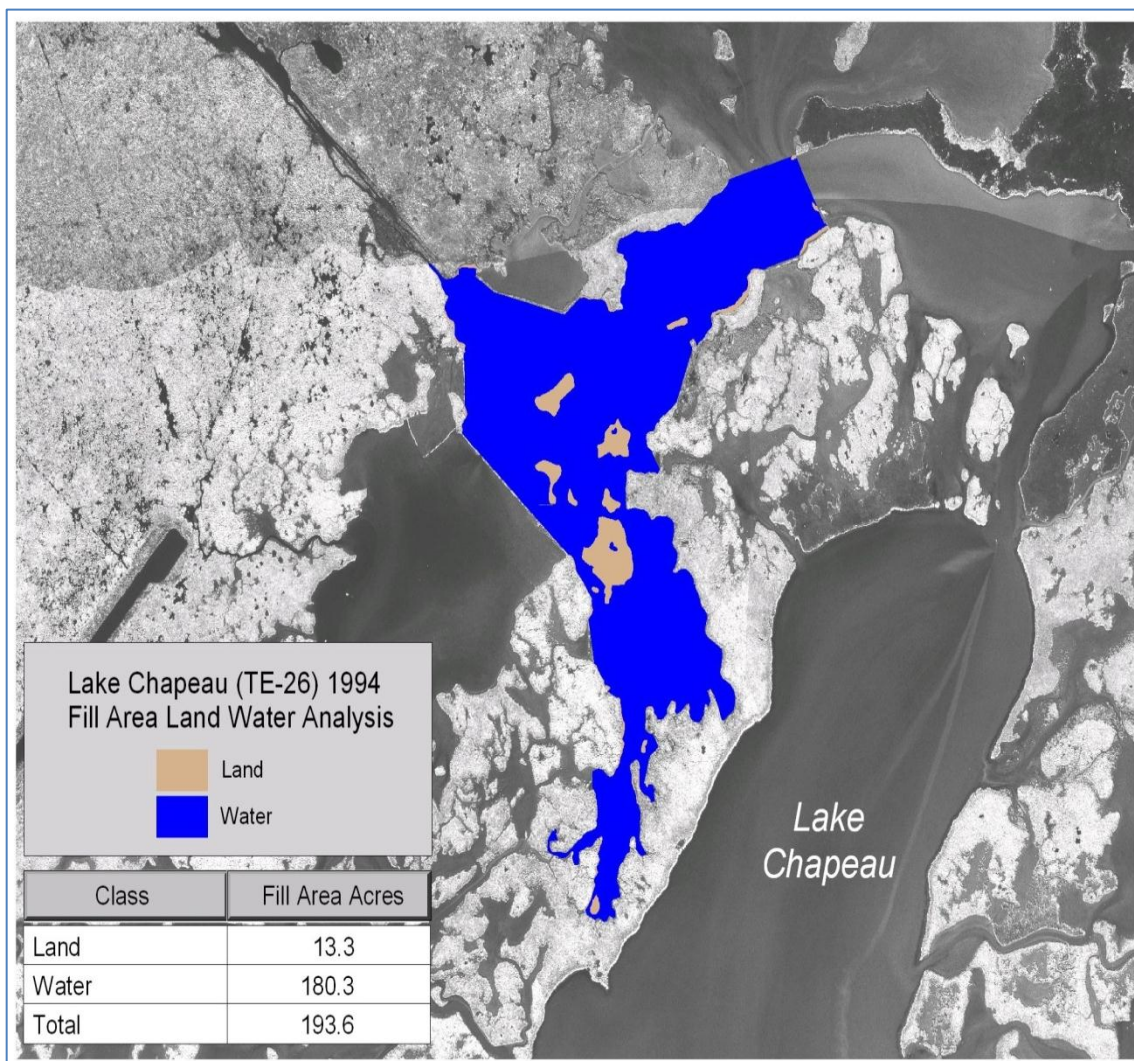 Lake Chapeau (TE-26) 1994
Fill Area Land Water Analysis
Land
Water
Class Fill Area Acres
Land 13.3
Water 180.3
Total 193.6
Lake
Chapeau